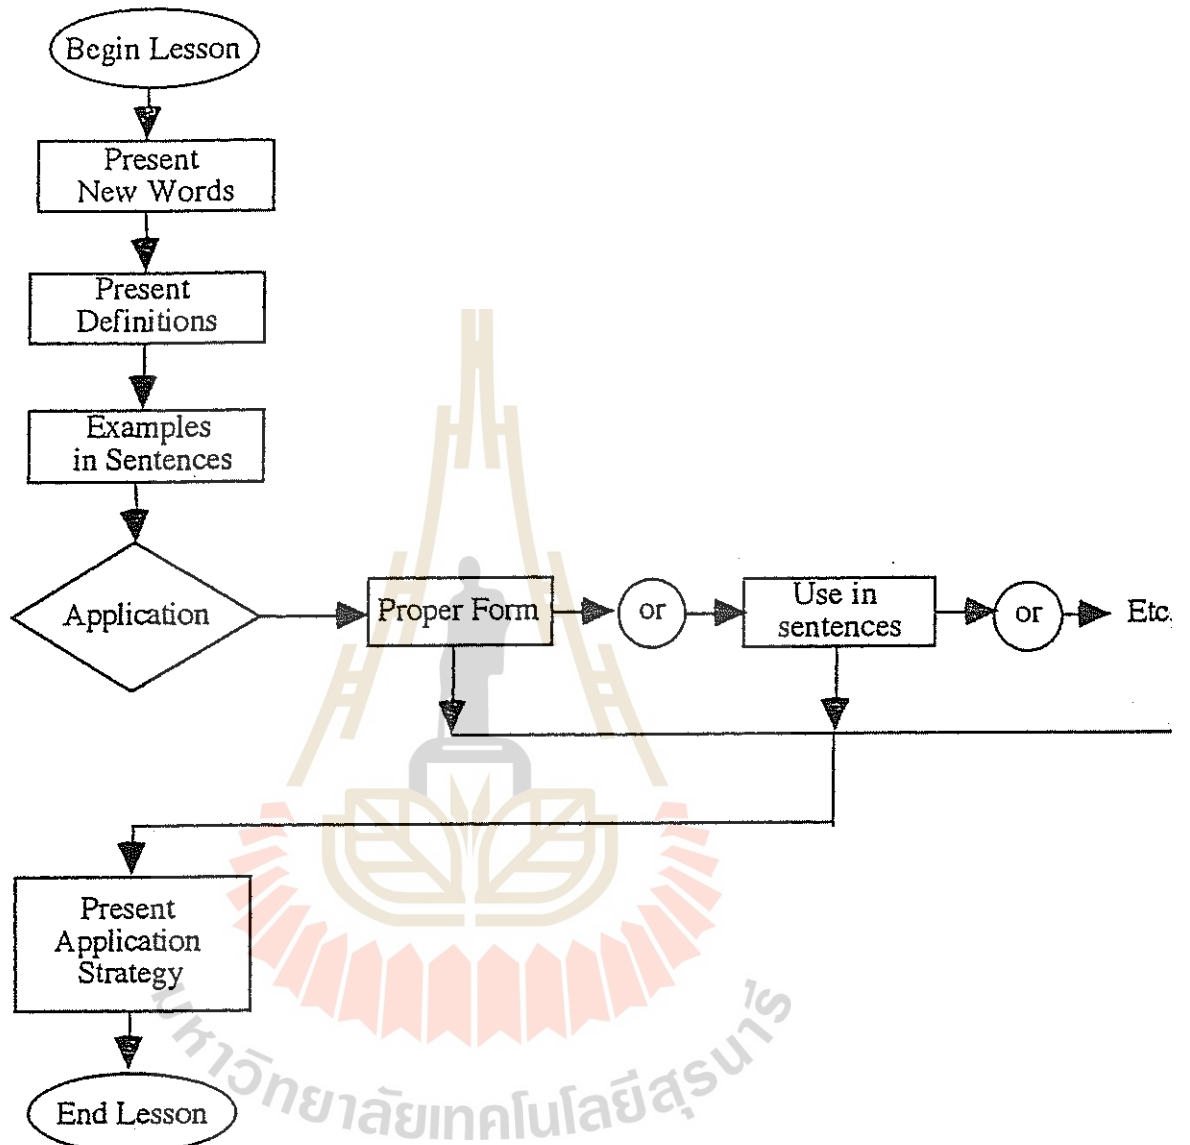 Begin Lesson
Present
New Words
Present
Definitions
Examples
in Sentences
Application
Proper Form
or
Use in
sentences
or
Etc.
Present
Application
Strategy
End Lesson
มหาวิทยาลัยเทคโนโลยีสุรนารี